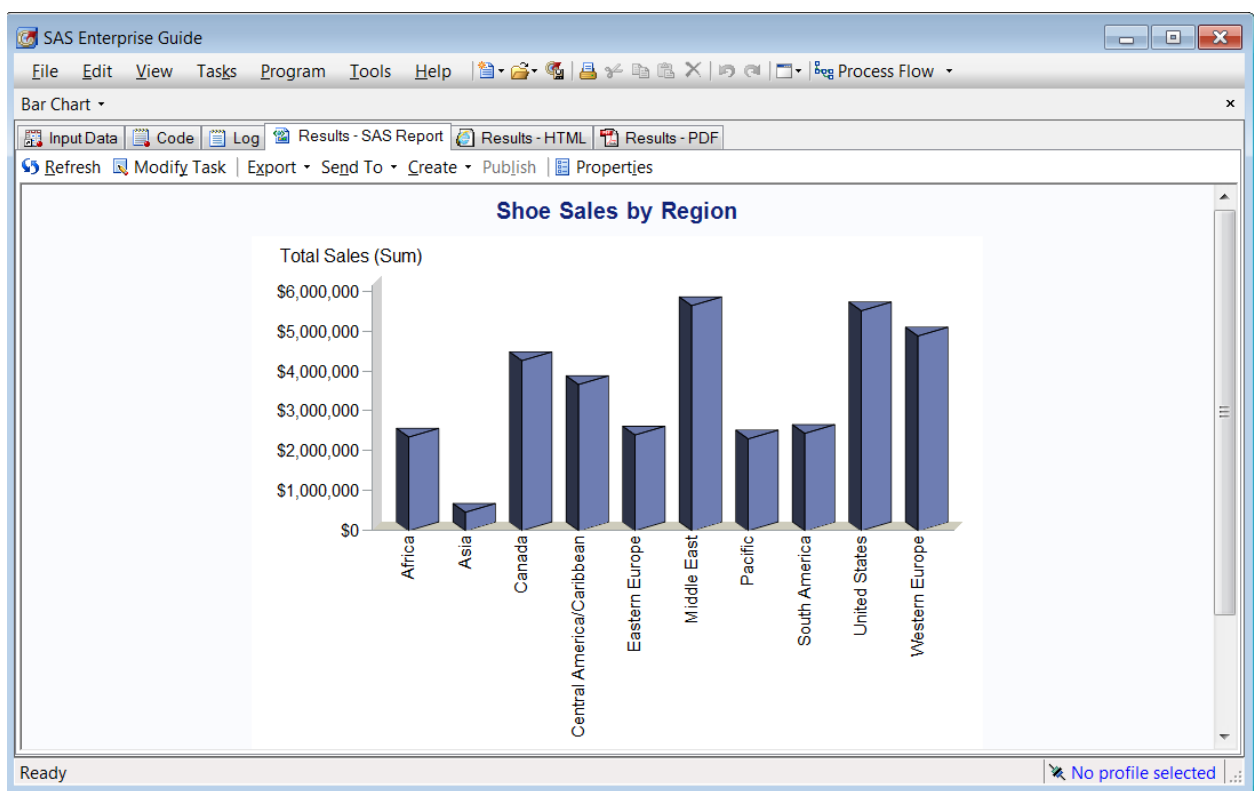 SAS Enterprise Guide
File Edit View Tasks Program Tools Help Process Flow
Bar Chart
Input Data Code Log Results - SAS Report Results - HTML Results - PDF
Refresh Modify Task Export Send To Create Publish Properties
Shoe Sales by Region
Total Sales (Sum)
$6,000,000
$5,000,000
$4,000,000
$3,000,000
$2,000,000
$1,000,000
$0
Africa
Asia
Canada
Central America/Caribbean
Eastern Europe
Middle East
Pacific
South America
United States
Western Europe
Ready No profile selected